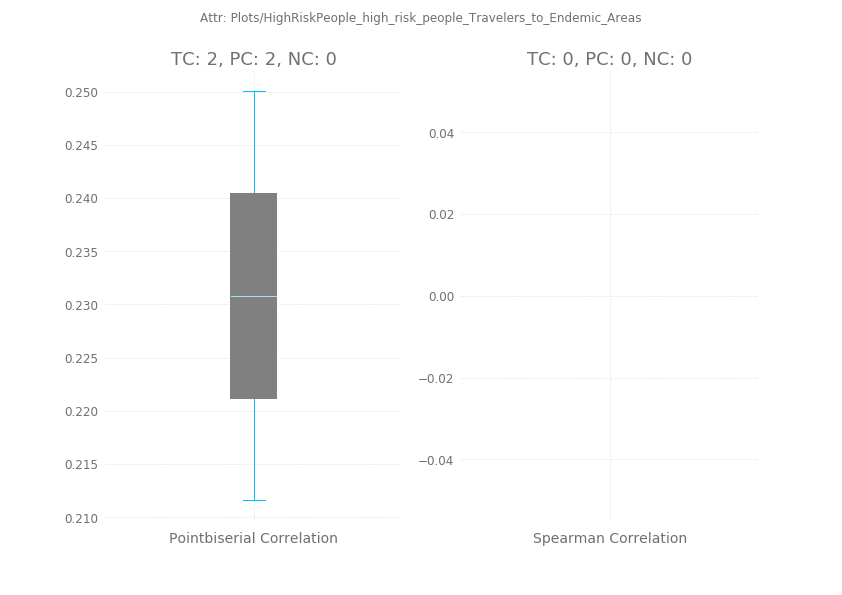 Attr: Plots/HighRiskPeople_high_risk_people_Travelers_to_Endemic_Areas
TC: 2, PC: 2, NC: 0
0.250
0.245
0.240
0.235
0.230
0.225
0.220
0.215
0.210
Pointbiserial Correlation
TC: 0, PC: 0, NC: 0
0.04
0.02
0.00
−0.02
−0.04
Spearman Correlation